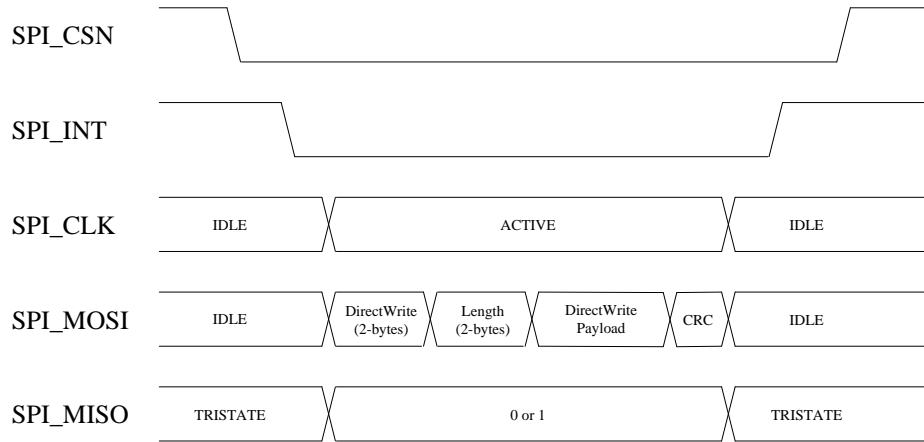 SPI_CSN
SPI_INT
SPI_CLK
IDLE
ACTIVE
IDLE
SPI_MOSI
IDLE
DirectWrite
(2-bytes)
Length
(2-bytes)
DirectWrite
Payload
CRC
IDLE
SPI_MISO
TRISTATE
0 or 1
TRISTATE